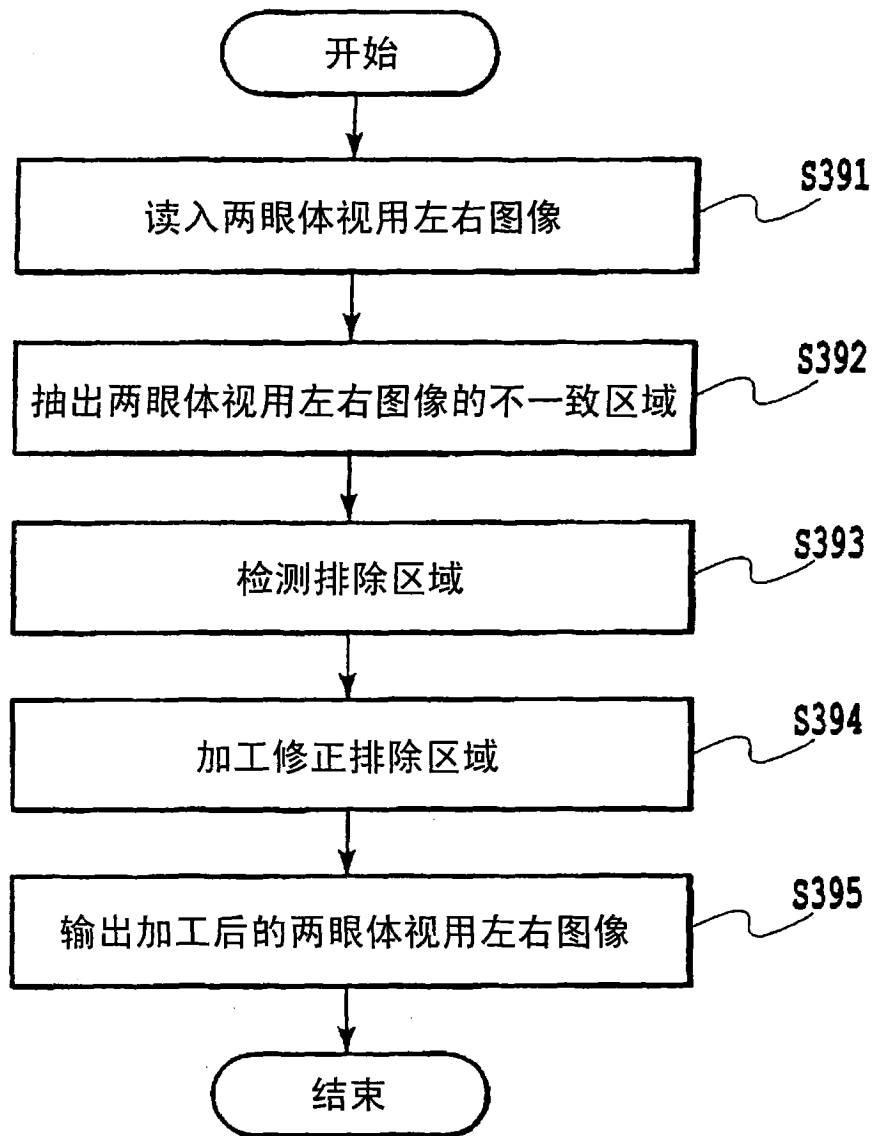 开始
读入两眼体视用左右图像
S391
抽出两眼体视用左右图像的不一致区域
S392
检测排除区域
S393
加工修正排除区域
S394
输出加工后的两眼体视用左右图像
S395
结束